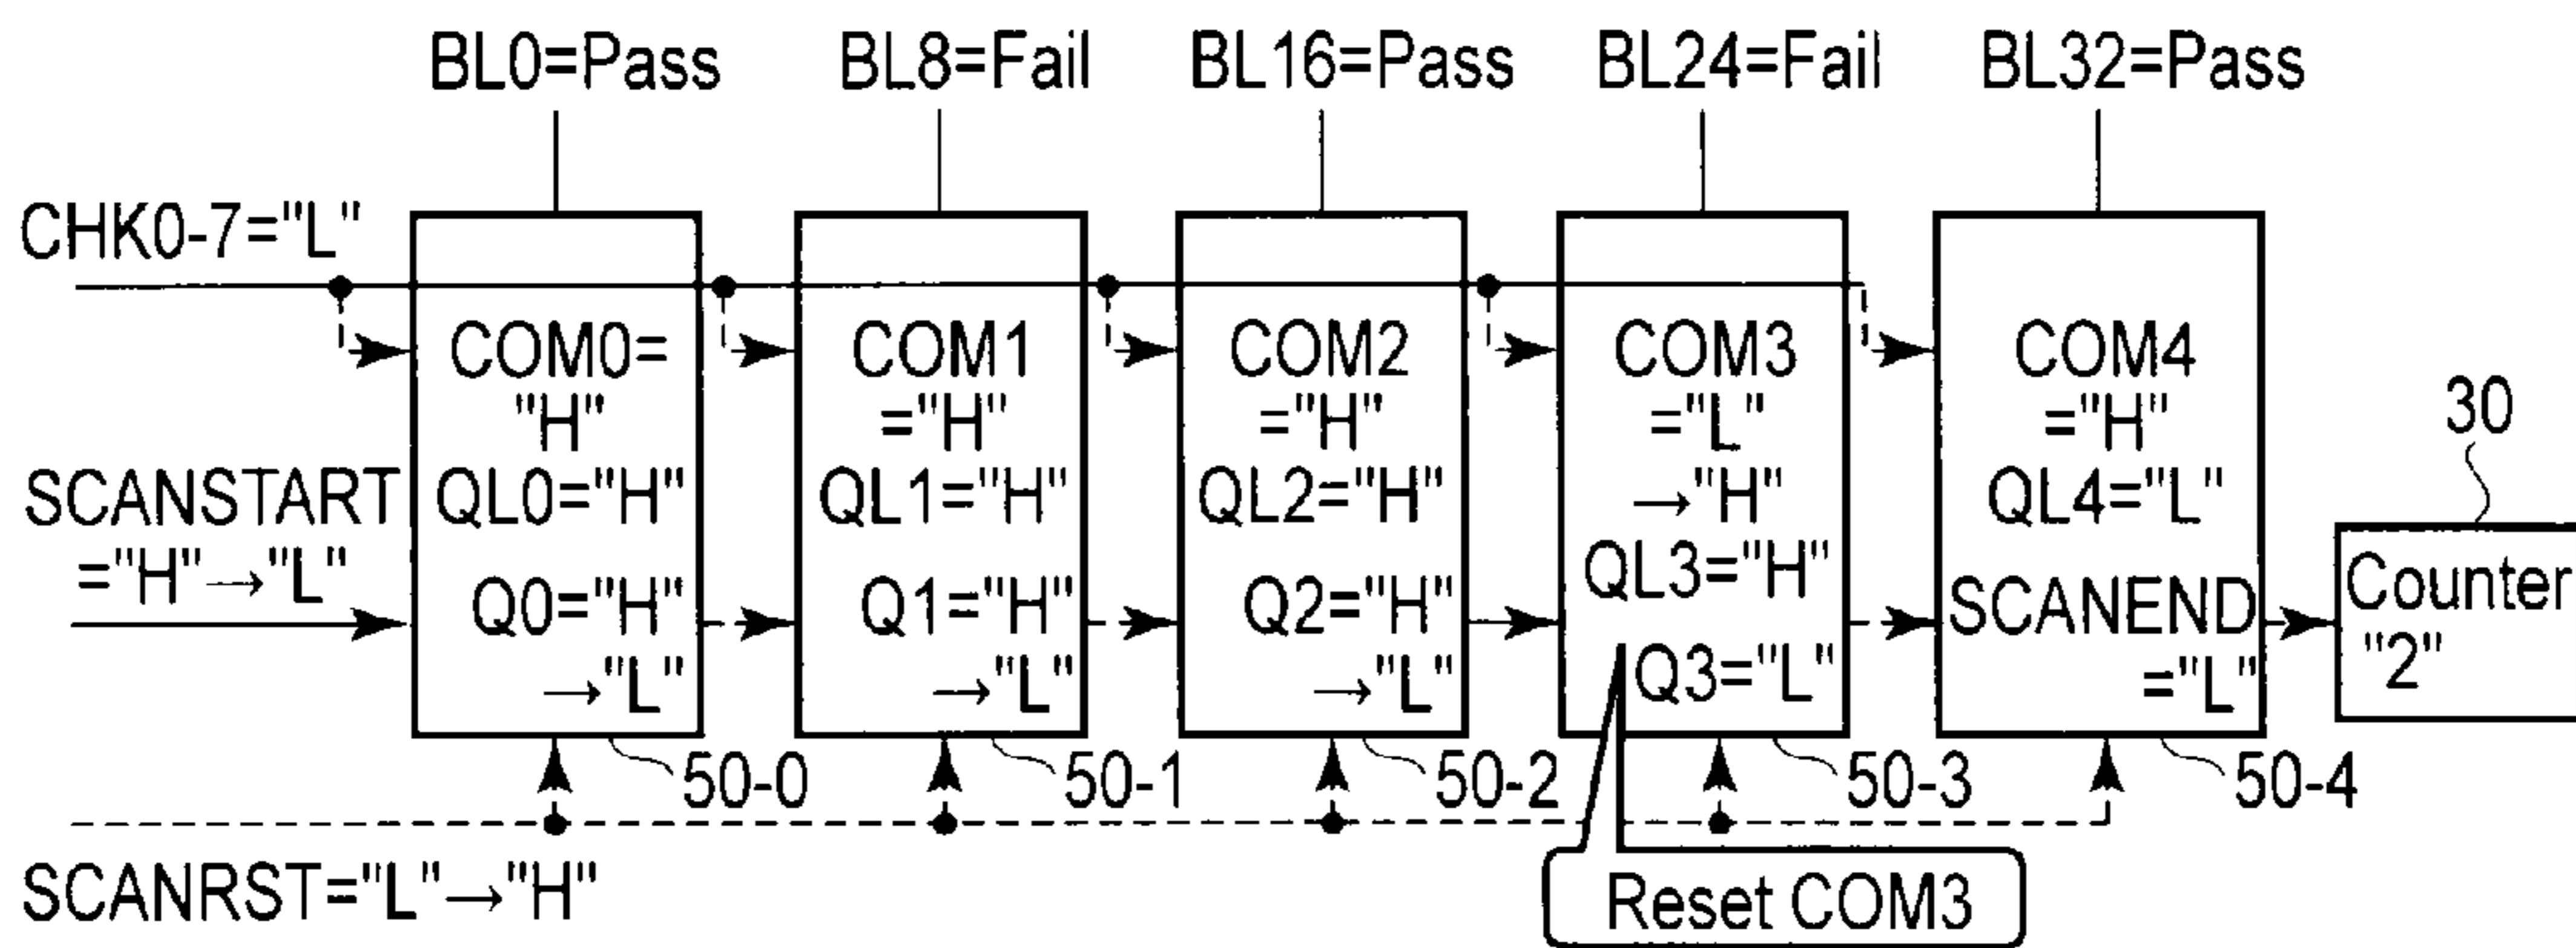 BL0=Pass
BL8=Fail
BL16=Pass
BL24=Fail
BL32=Pass
CHK0-7="L"
SCANSTART
="H"→"L"
COM0=
"H"
QL0="H"
Q0="H"
→"L"
COM1
="H"
QL1="H"
Q1="H"
→"L"
COM2
="H"
QL2="H"
Q2="H"
→"L"
COM3
="L"
→"H"
QL3="H"
Q3="L"
COM4
="H"
QL4="L"
SCANEND
="L"
30
Counter
"2"
50-0
50-1
50-2
50-3
50-4
SCANRST="L"→"H"
Reset COM3